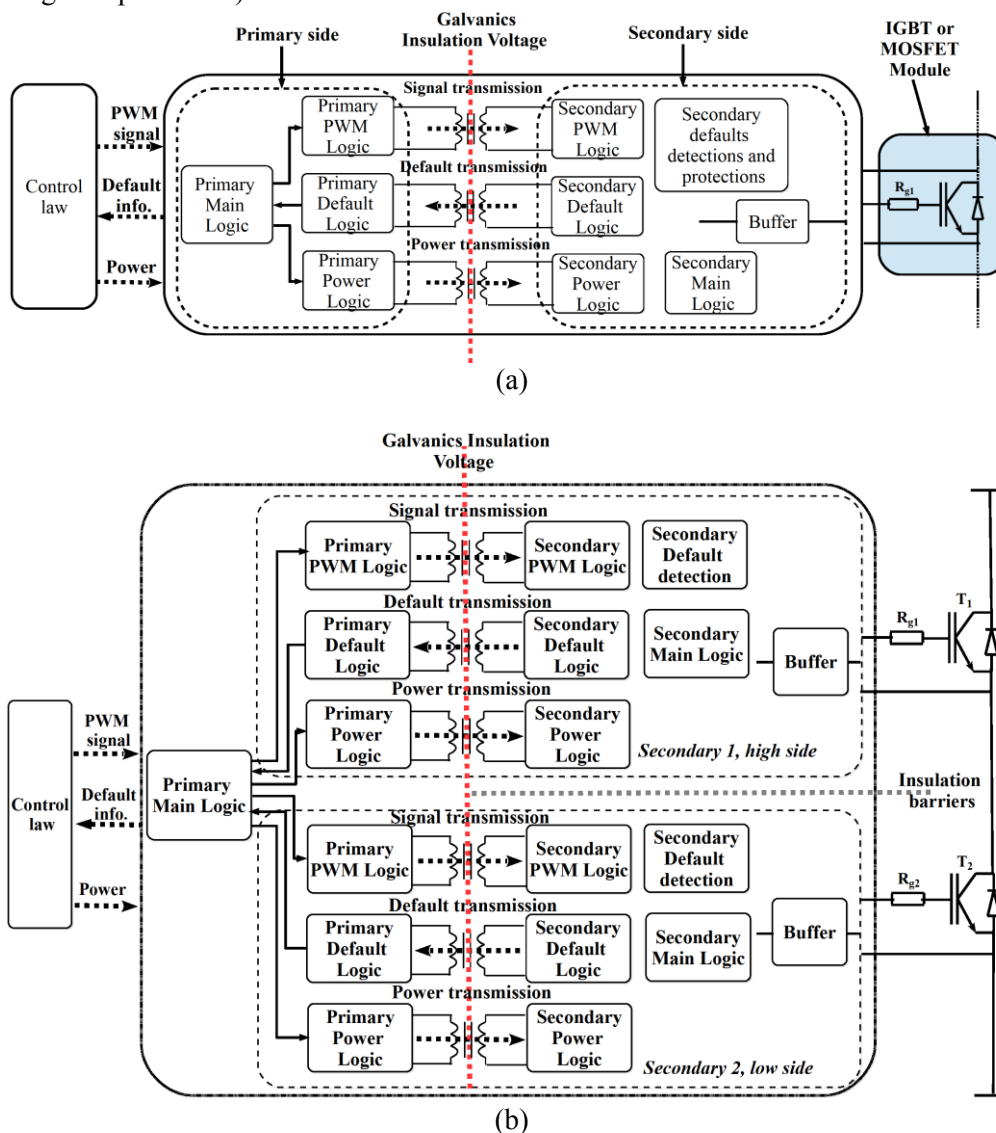 Galvanics
Insulation Voltage
Primary side
Secondary side
IGBT or
MOSFET
Module
Signal transmission
PWM
signal
Default
info.
Power
Control
law
Primary
Main
Logic
Primary
PWM
Logic
Secondary
PWM
Logic
Secondary
defaults
detections and
protections
Default transmission
Primary
Default
Logic
Secondary
Default
Logic
Buffer
Rg1
Power transmission
Primary
Power
Logic
Secondary
Power
Logic
Secondary
Main
Logic
(a)
Galvanics Insulation
Voltage
Signal transmission
Primary
PWM Logic
Secondary
PWM Logic
Secondary
Default
detection
Default transmission
Primary
Default
Logic
Secondary
Default
Logic
Secondary
Main Logic
Buffer
Rg1
T1
Power transmission
Primary
Power
Logic
Secondary
Power
Logic
Secondary 1, high side
PWM
signal
Default
info.
Power
Control
law
Primary
Main Logic
Insulation
barriers
Signal transmission
Primary
PWM Logic
Secondary
PWM Logic
Secondary
Default
detection
Default transmission
Primary
Default
Logic
Secondary
Default
Logic
Secondary
Main Logic
Buffer
Rg2
T2
Power transmission
Primary
Power
Logic
Secondary
Power
Logic
Secondary 2, low side
(b)